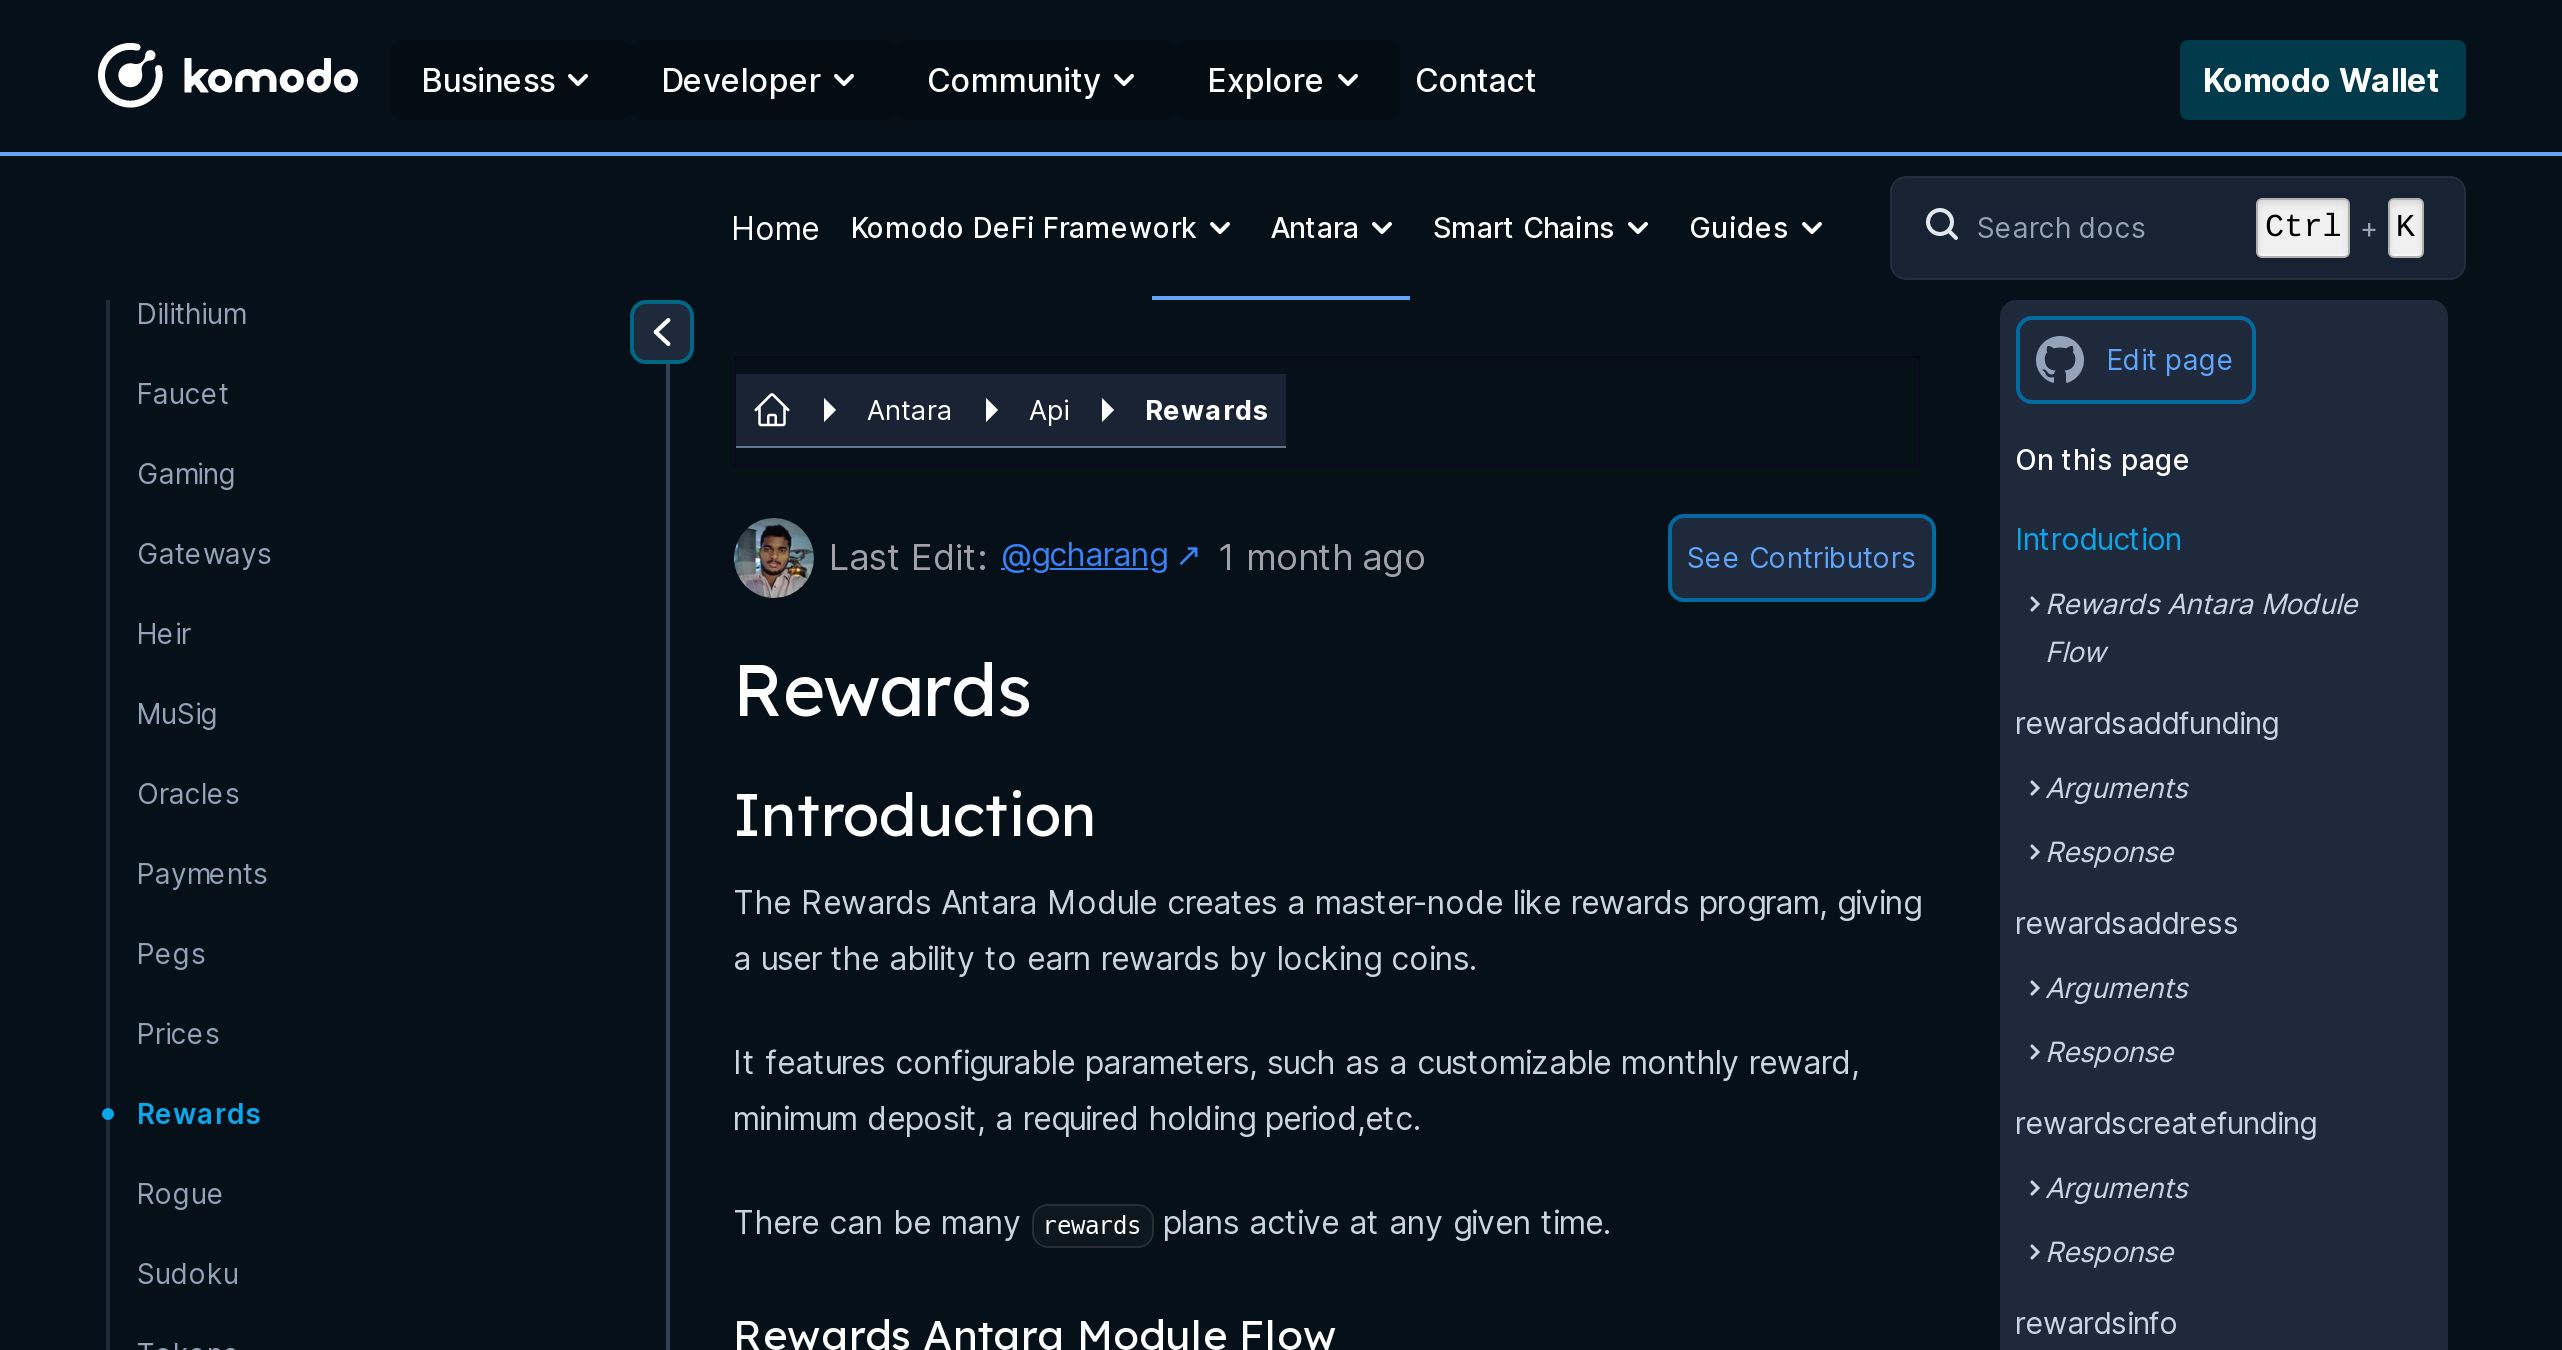 komodo
Business
Developer
Community
Explore
Contact
Komodo Wallet
Home
Komodo DeFi Framework
Antara
Smart Chains
Guides
Search docs
Ctrl + K
Dilithium
Faucet
Gaming
Gateways
Heir
MuSig
Oracles
Payments
Pegs
Prices
Rewards
Rogue
Sudoku
Tokens
Antara
Api
Rewards
Last Edit: @gcharang ↗ 1 month ago
See Contributors
Rewards
Introduction
The Rewards Antara Module creates a master-node like rewards program, giving
a user the ability to earn rewards by locking coins.
It features configurable parameters, such as a customizable monthly reward,
minimum deposit, a required holding period,etc.
There can be many rewards plans active at any given time.
Rewards Antara Module Flow
Edit page
On this page
Introduction
Rewards Antara Module
Flow
rewardsaddfunding
Arguments
Response
rewardsaddress
Arguments
Response
rewardscreatefunding
Arguments
Response
rewardsinfo